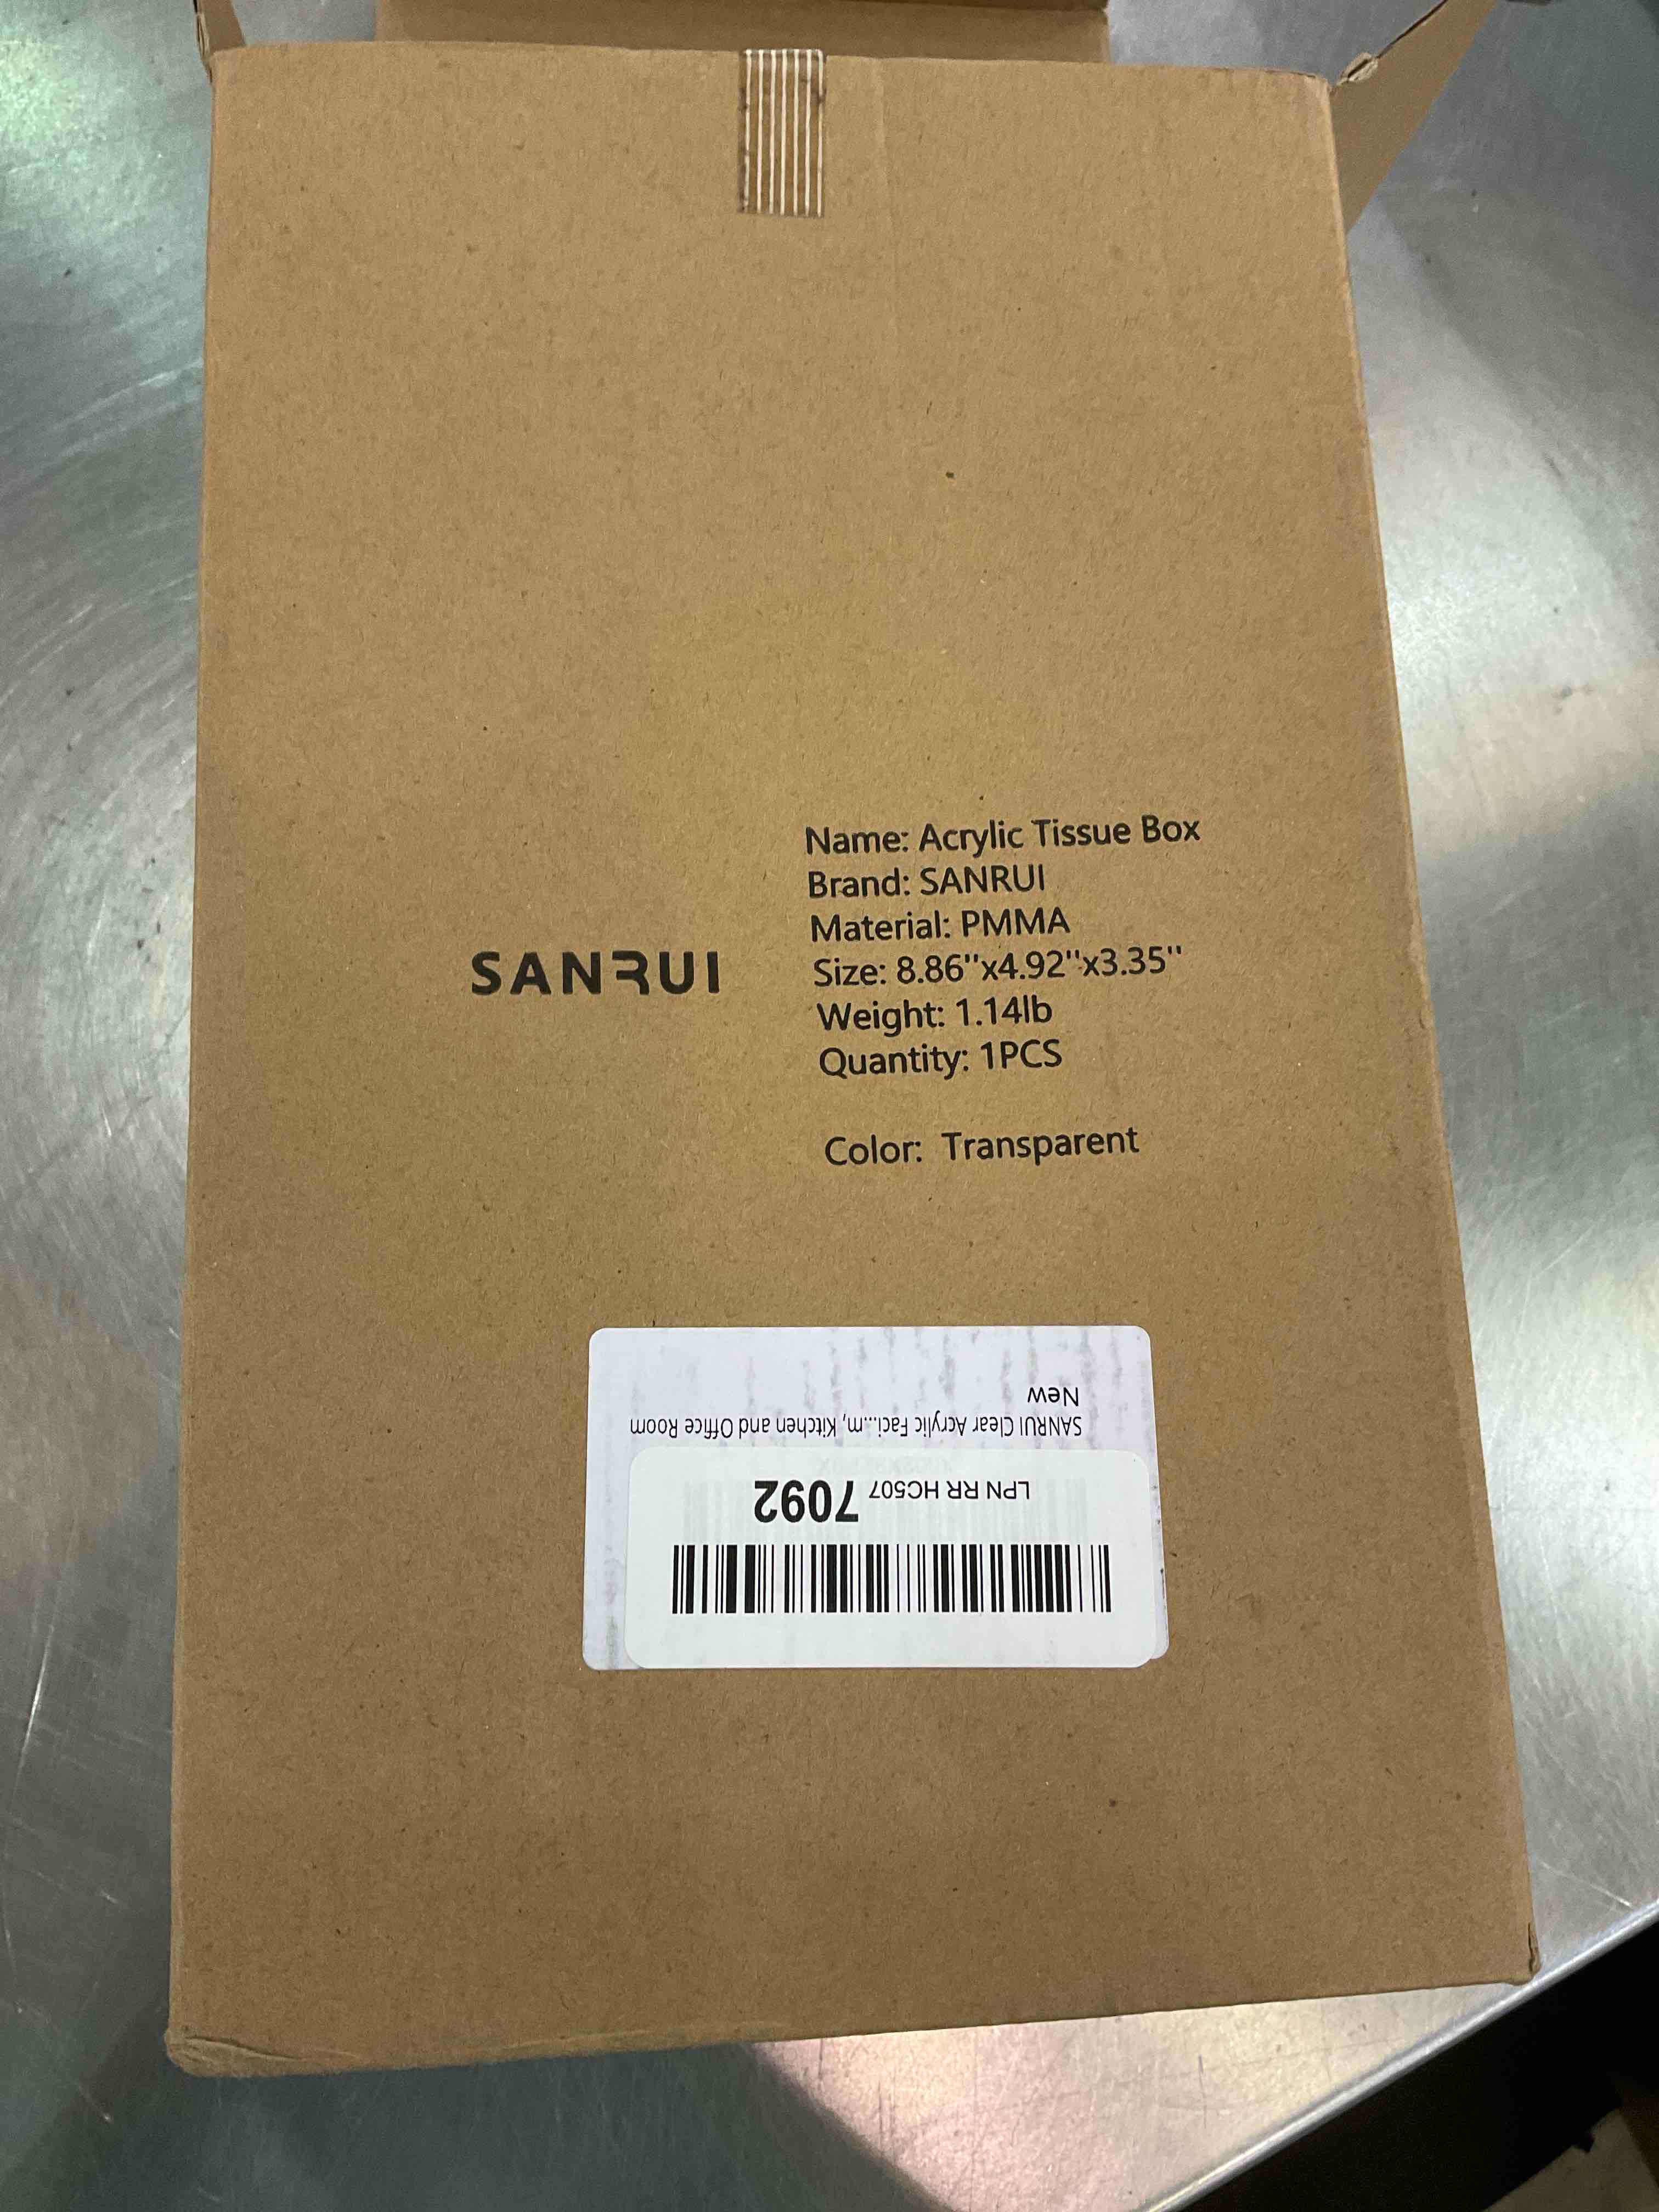 SANRUI
Name: Acrylic Tissue Box
Brand: SANRUI
Material: PMMA
Size: 8.86''x4.92''x3.35''
Weight: 1.14lb
Quantity: 1PCS
Color: Transparent
LPN RR HC507 7092
SANRUI Clear Acrylic Faci...m, Kitchen and Office Room
New